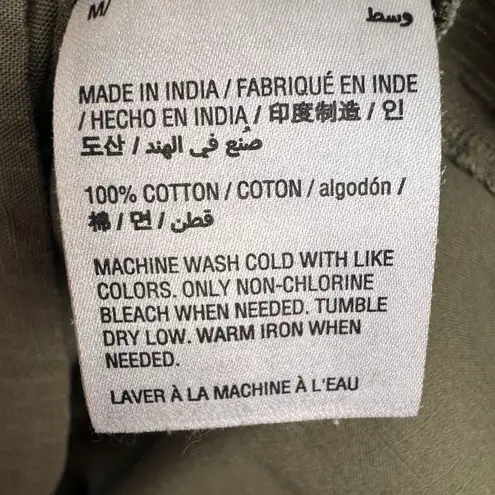 M/ وسط
MADE IN INDIA / FABRIQUÉ EN INDE
/ HECHO EN INDIA / 印度制造 / 인
도산 / صُنع في الهند
100% COTTON / COTON / algodón /
棉 / 면 / قطن
MACHINE WASH COLD WITH LIKE
COLORS. ONLY NON-CHLORINE
BLEACH WHEN NEEDED. TUMBLE
DRY LOW. WARM IRON WHEN
NEEDED.
LAVER À LA MACHINE À L'EAU